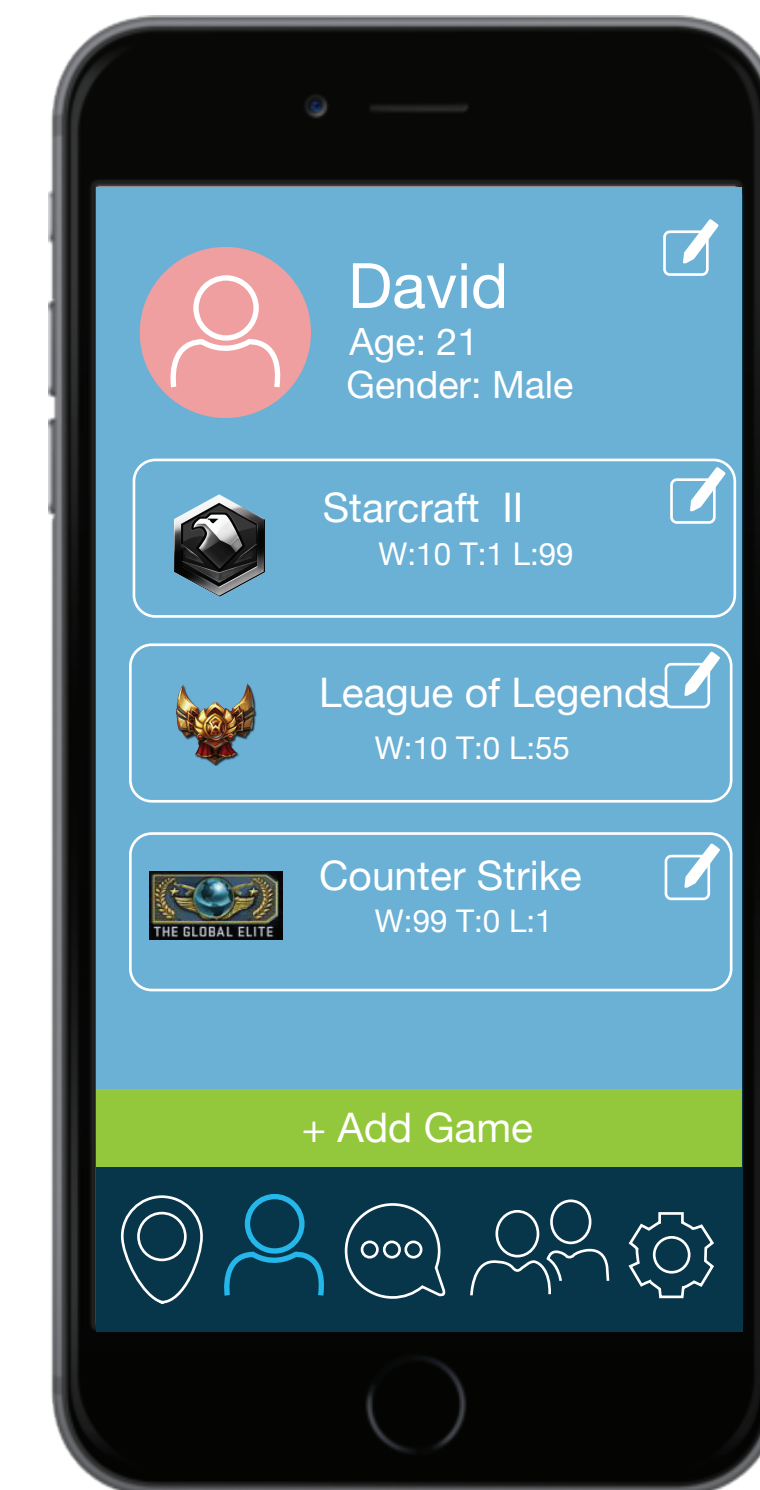 David
Age: 21
Gender: Male
Starcraft  II
W:10 T:1 L:99
League of Legends
W:10 T:0 L:55
Counter Strike
W:99 T:0 L:1
THE GLOBAL ELITE
+ Add Game